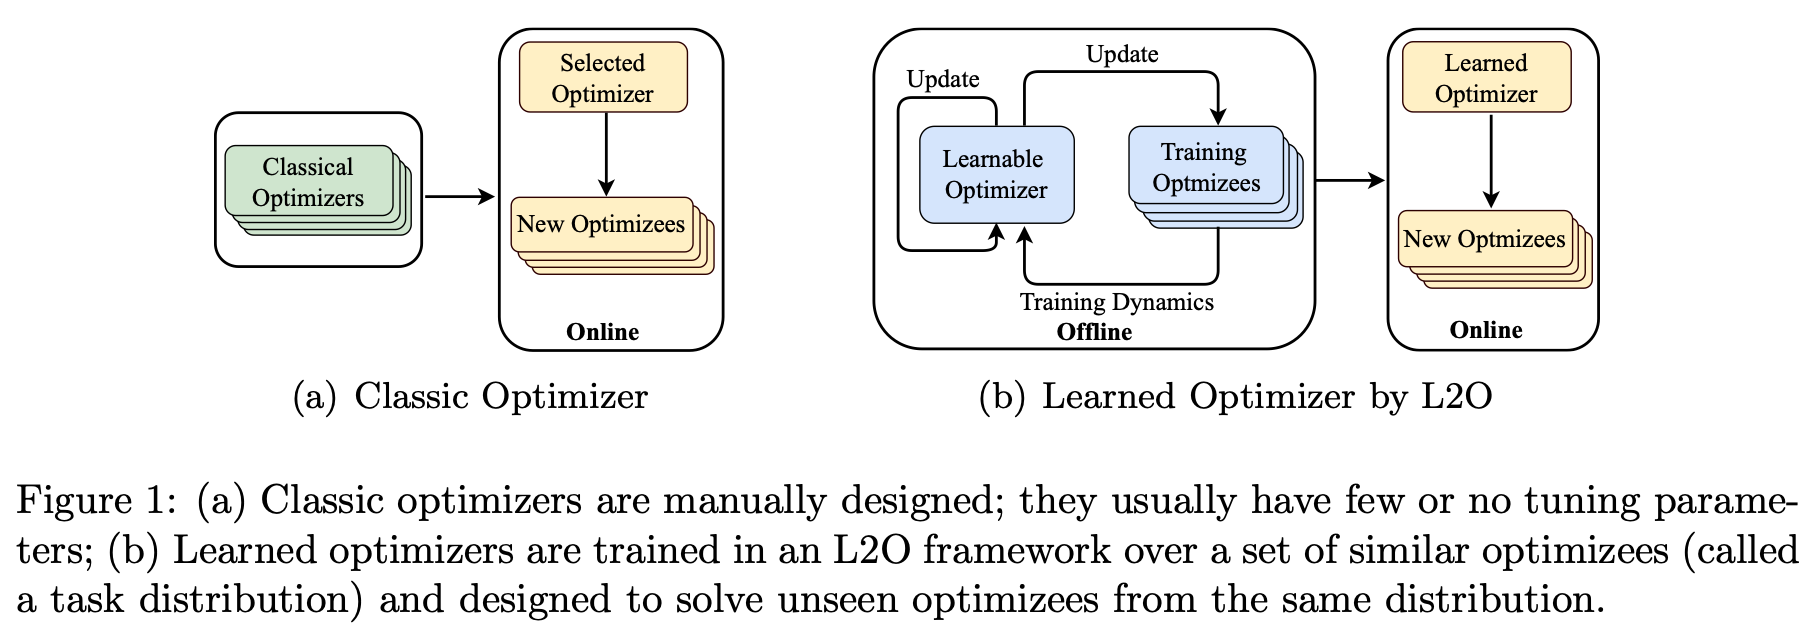 Classical
Optimizers
Selected
Optimizer
New Optimizees
Online
(a) Classic Optimizer
Update
Update
Learnable
Optimizer
Training
Optmizees
Training Dynamics
Offline
Learned
Optimizer
New Optmizees
Online
(b) Learned Optimizer by L2O
Figure 1: (a) Classic optimizers are manually designed; they usually have few or no tuning parame-
ters; (b) Learned optimizers are trained in an L2O framework over a set of similar optimizees (called
a task distribution) and designed to solve unseen optimizees from the same distribution.